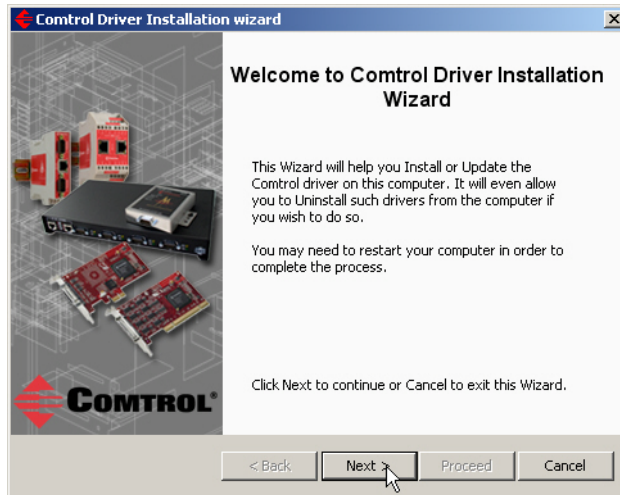 Comtrol Driver Installation wizard
Welcome to Comtrol Driver Installation
Wizard
This Wizard will help you Install or Update the
Comtrol driver on this computer. It will even allow
you to Uninstall such drivers from the computer if
you wish to do so.
You may need to restart your computer in order to
complete the process.
Click Next to continue or Cancel to exit this Wizard.
COMTROL®
< Back
Next >
Proceed
Cancel